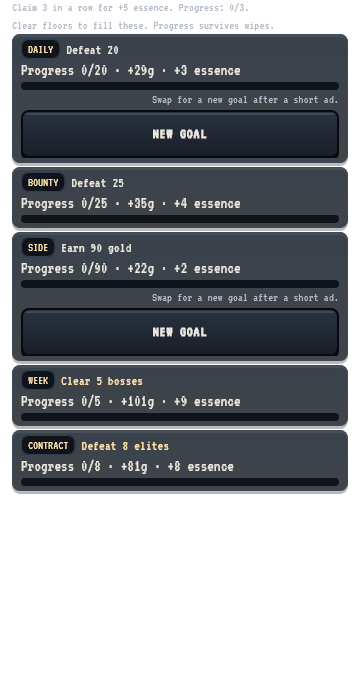 Claim 3 in a row for +5 essence. Progress: 0/3.
Clear floors to fill these. Progress survives wipes.
DAILY Defeat 20
Progress 0/20 · +29g · +3 essence
Swap for a new goal after a short ad.
NEW GOAL
BOUNTY Defeat 25
Progress 0/25 · +35g · +4 essence
SIDE Earn 90 gold
Progress 0/90 · +22g · +2 essence
Swap for a new goal after a short ad.
NEW GOAL
WEEK Clear 5 bosses
Progress 0/5 · +101g · +9 essence
CONTRACT Defeat 8 elites
Progress 0/8 · +81g · +8 essence